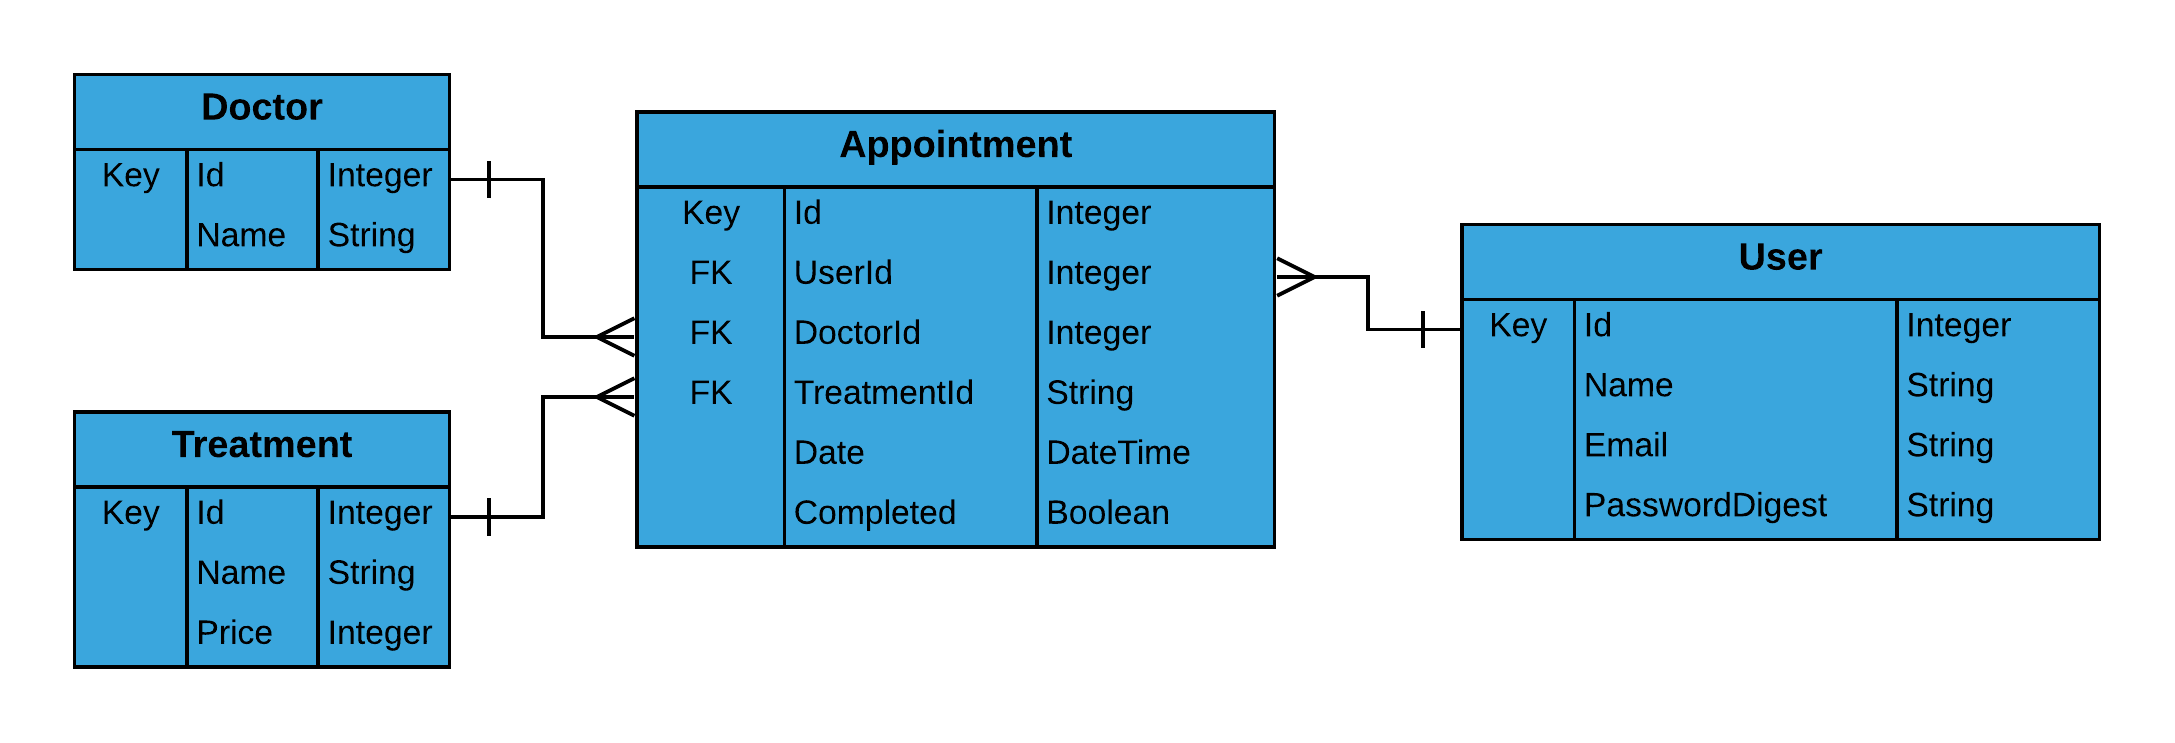 Doctor
Key Id Integer
Name String
Treatment
Key Id Integer
Name String
Price Integer
Appointment
Key Id Integer
FK UserId Integer
FK DoctorId Integer
FK TreatmentId String
Date DateTime
Completed Boolean
User
Key Id Integer
Name String
Email String
PasswordDigest String